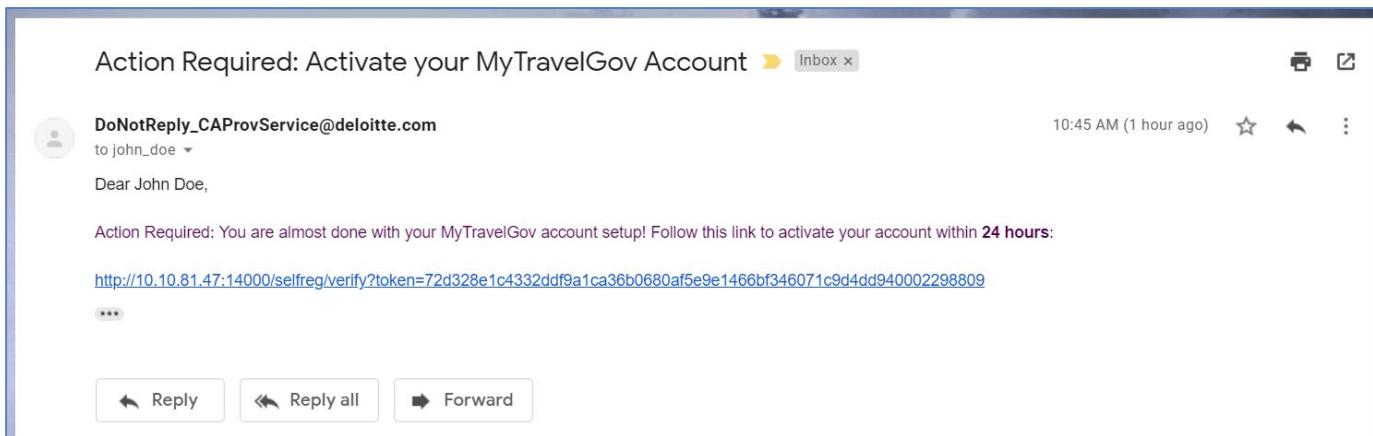 Action Required: Activate your MyTravelGov Account Inbox x
DoNotReply_CAProvService@deloitte.com 10:45 AM (1 hour ago)
to john_doe
Dear John Doe,
Action Required: You are almost done with your MyTravelGov account setup! Follow this link to activate your account within 24 hours:
http://10.10.81.47:14000/selfreg/verify?token=72d328e1c4332ddf9a1ca36b0680af5e9e1466bf346071c9d4dd940002298809
Reply Reply all Forward